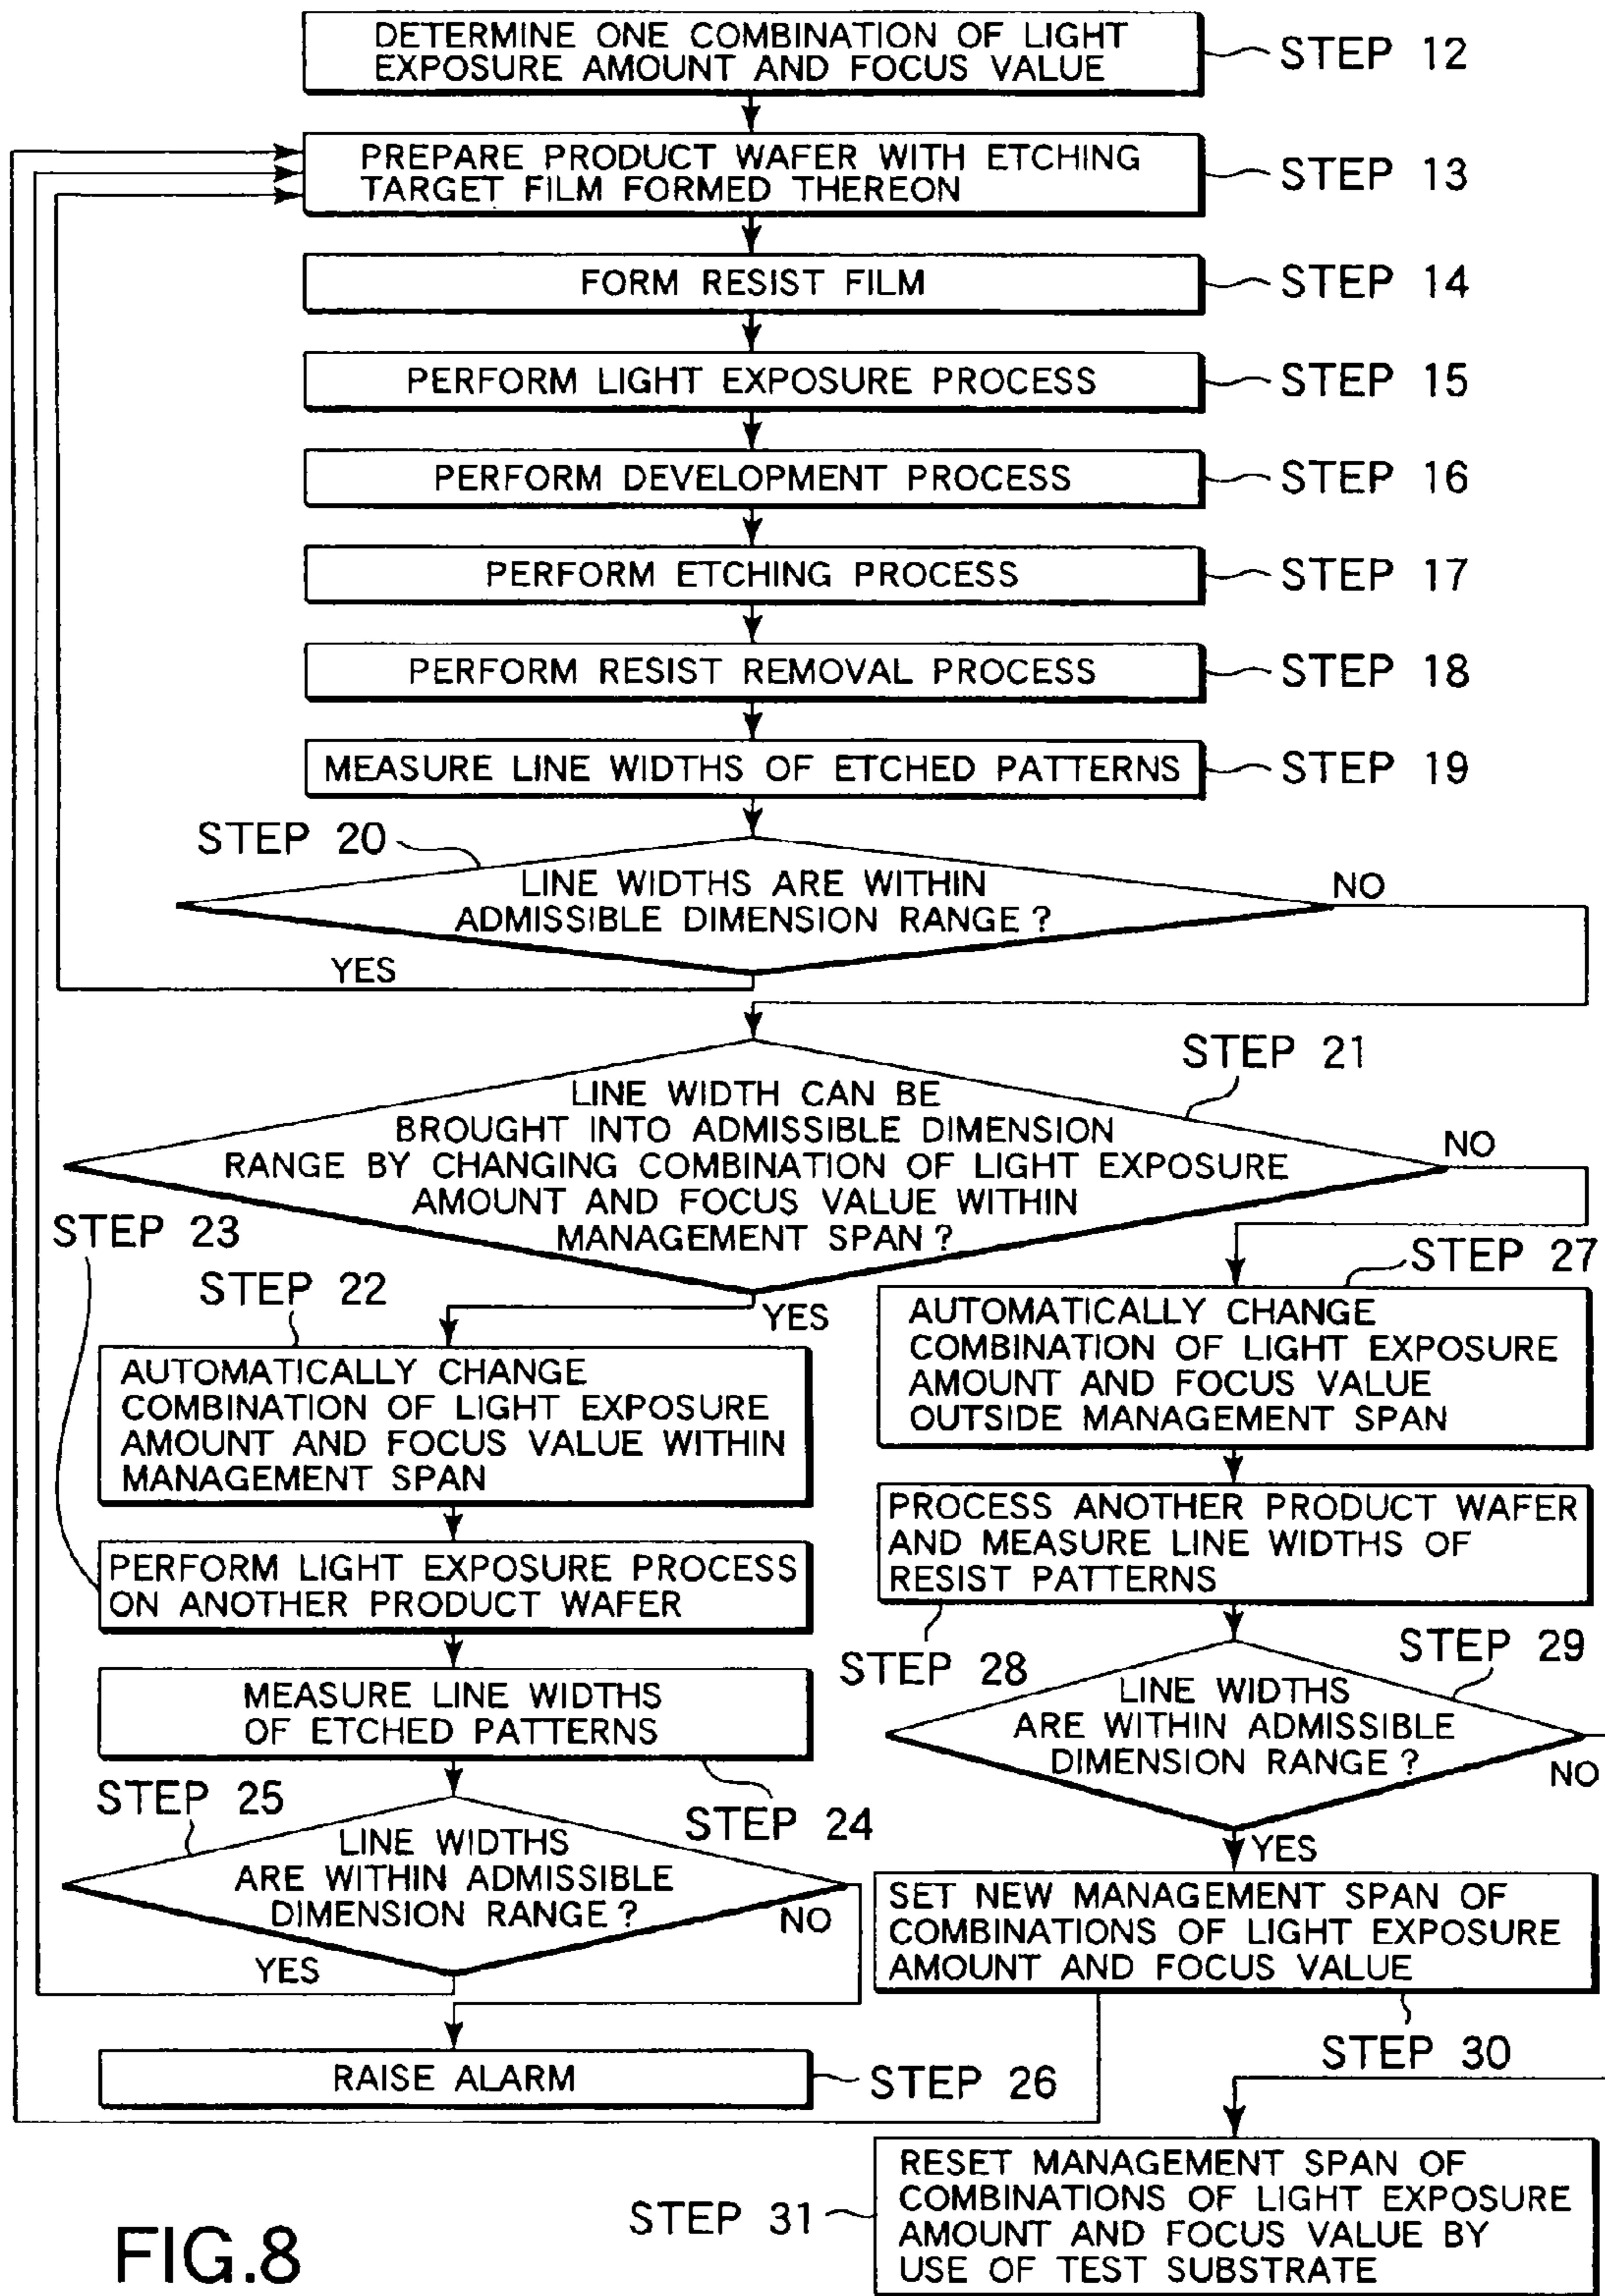 DETERMINE ONE COMBINATION OF LIGHT
EXPOSURE AMOUNT AND FOCUS VALUE
STEP 12
PREPARE PRODUCT WAFER WITH ETCHING
TARGET FILM FORMED THEREON
STEP 13
FORM RESIST FILM
STEP 14
PERFORM LIGHT EXPOSURE PROCESS
STEP 15
PERFORM DEVELOPMENT PROCESS
STEP 16
PERFORM ETCHING PROCESS
STEP 17
PERFORM RESIST REMOVAL PROCESS
STEP 18
MEASURE LINE WIDTHS OF ETCHED PATTERNS
STEP 19
STEP 20
LINE WIDTHS ARE WITHIN
ADMISSIBLE DIMENSION RANGE ?
NO
YES
STEP 21
LINE WIDTH CAN BE
BROUGHT INTO ADMISSIBLE DIMENSION
RANGE BY CHANGING COMBINATION OF LIGHT EXPOSURE
AMOUNT AND FOCUS VALUE WITHIN
MANAGEMENT SPAN ?
NO
YES
STEP 23
STEP 22
AUTOMATICALLY CHANGE
COMBINATION OF LIGHT EXPOSURE
AMOUNT AND FOCUS VALUE WITHIN
MANAGEMENT SPAN
PERFORM LIGHT EXPOSURE PROCESS
ON ANOTHER PRODUCT WAFER
MEASURE LINE WIDTHS
OF ETCHED PATTERNS
STEP 24
STEP 25
LINE WIDTHS
ARE WITHIN ADMISSIBLE
DIMENSION RANGE ?
NO
YES
RAISE ALARM
STEP 26
STEP 27
AUTOMATICALLY CHANGE
COMBINATION OF LIGHT EXPOSURE
AMOUNT AND FOCUS VALUE
OUTSIDE MANAGEMENT SPAN
PROCESS ANOTHER PRODUCT WAFER
AND MEASURE LINE WIDTHS OF
RESIST PATTERNS
STEP 28
STEP 29
LINE WIDTHS
ARE WITHIN ADMISSIBLE
DIMENSION RANGE ?
NO
YES
SET NEW MANAGEMENT SPAN OF
COMBINATIONS OF LIGHT EXPOSURE
AMOUNT AND FOCUS VALUE
STEP 30
RESET MANAGEMENT SPAN OF
COMBINATIONS OF LIGHT EXPOSURE
AMOUNT AND FOCUS VALUE BY
USE OF TEST SUBSTRATE
STEP 31
FIG.8